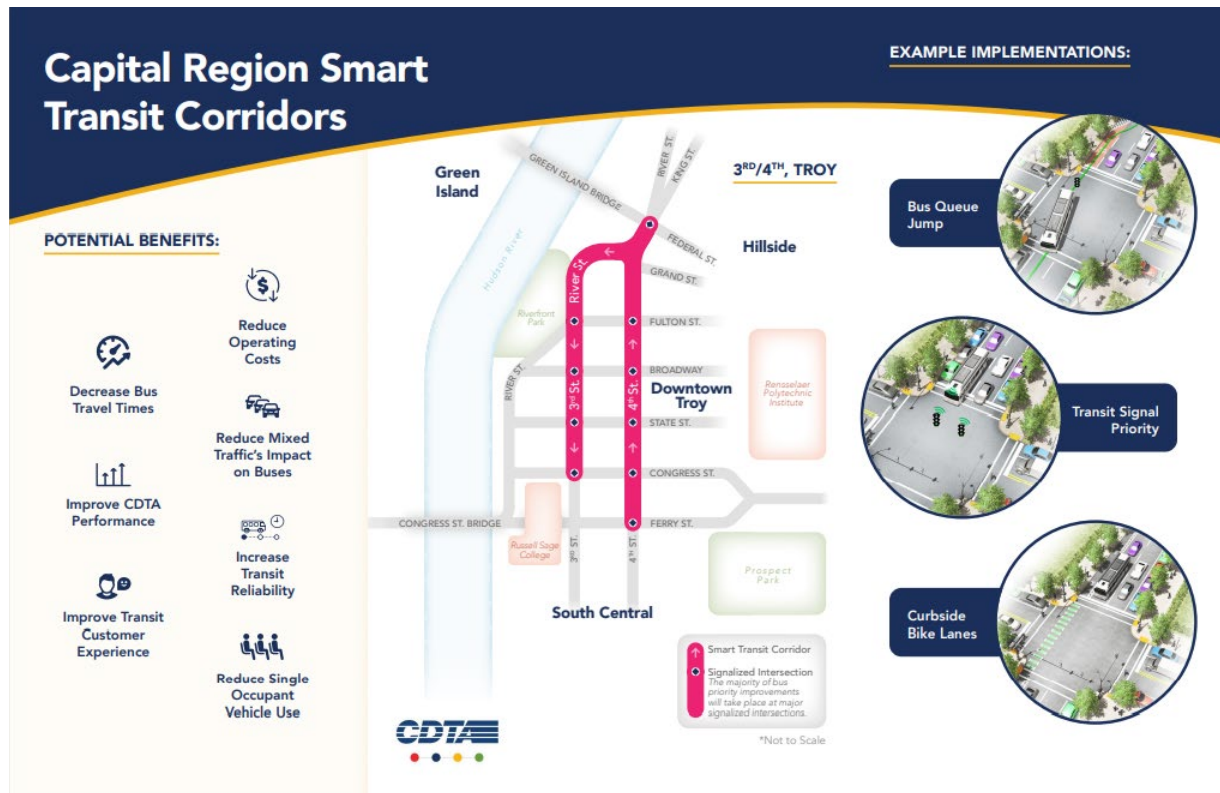 Capital Region Smart
Transit Corridors
POTENTIAL BENEFITS:
Decrease Bus
Travel Times
Improve CDTA
Performance
Improve Transit
Customer
Experience
Reduce
Operating
Costs
Reduce Mixed
Traffic's Impact
on Buses
Increase
Transit
Reliability
Reduce Single
Occupant
Vehicle Use
3RD/4TH, TROY
Green
Island
GREEN ISLAND BRIDGE
RIVER ST.
KING ST.
FEDERAL ST.
Hillside
GRAND ST.
Hudson River
River St.
Riverfront
Park
FULTON ST.
RIVER ST.
BROADWAY
3rd St.
4th St.
Downtown
Troy
Rensselaer
Polytechnic
Institute
STATE ST.
CONGRESS ST.
CONGRESS ST. BRIDGE
FERRY ST.
Russell Sage
College
3RD ST.
4TH ST.
Prospect
Park
South Central
Smart Transit Corridor
Signalized Intersection
The majority of bus
priority improvements
will take place at major
signalized intersections.
*Not to Scale
CDTA
EXAMPLE IMPLEMENTATIONS:
Bus Queue
Jump
Transit Signal
Priority
Curbside
Bike Lanes